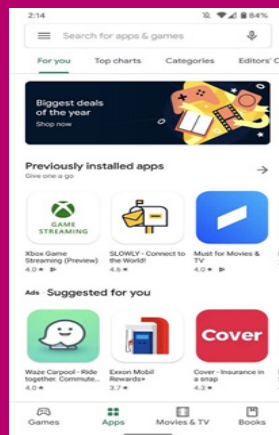 2:14
84%
Search for apps & games
For you Top charts Categories Editors' C
Biggest deals
of the year
Shop now
Previously installed apps
Give one a go
GAME
STREAMING
Xbox Game
Streaming (Preview)
4.0 ★
SLOWLY - Connect to
the World!
4.6 ★
Must for Movies &
TV
4.0 ★
Ads · Suggested for you
Cover
Waze Carpool - Ride
together. Commute...
4.0 ★
Exxon Mobil
Rewards+
3.7 ★
Cover - Insurance in
a snap
4.3 ★
Games Apps Movies & TV Books